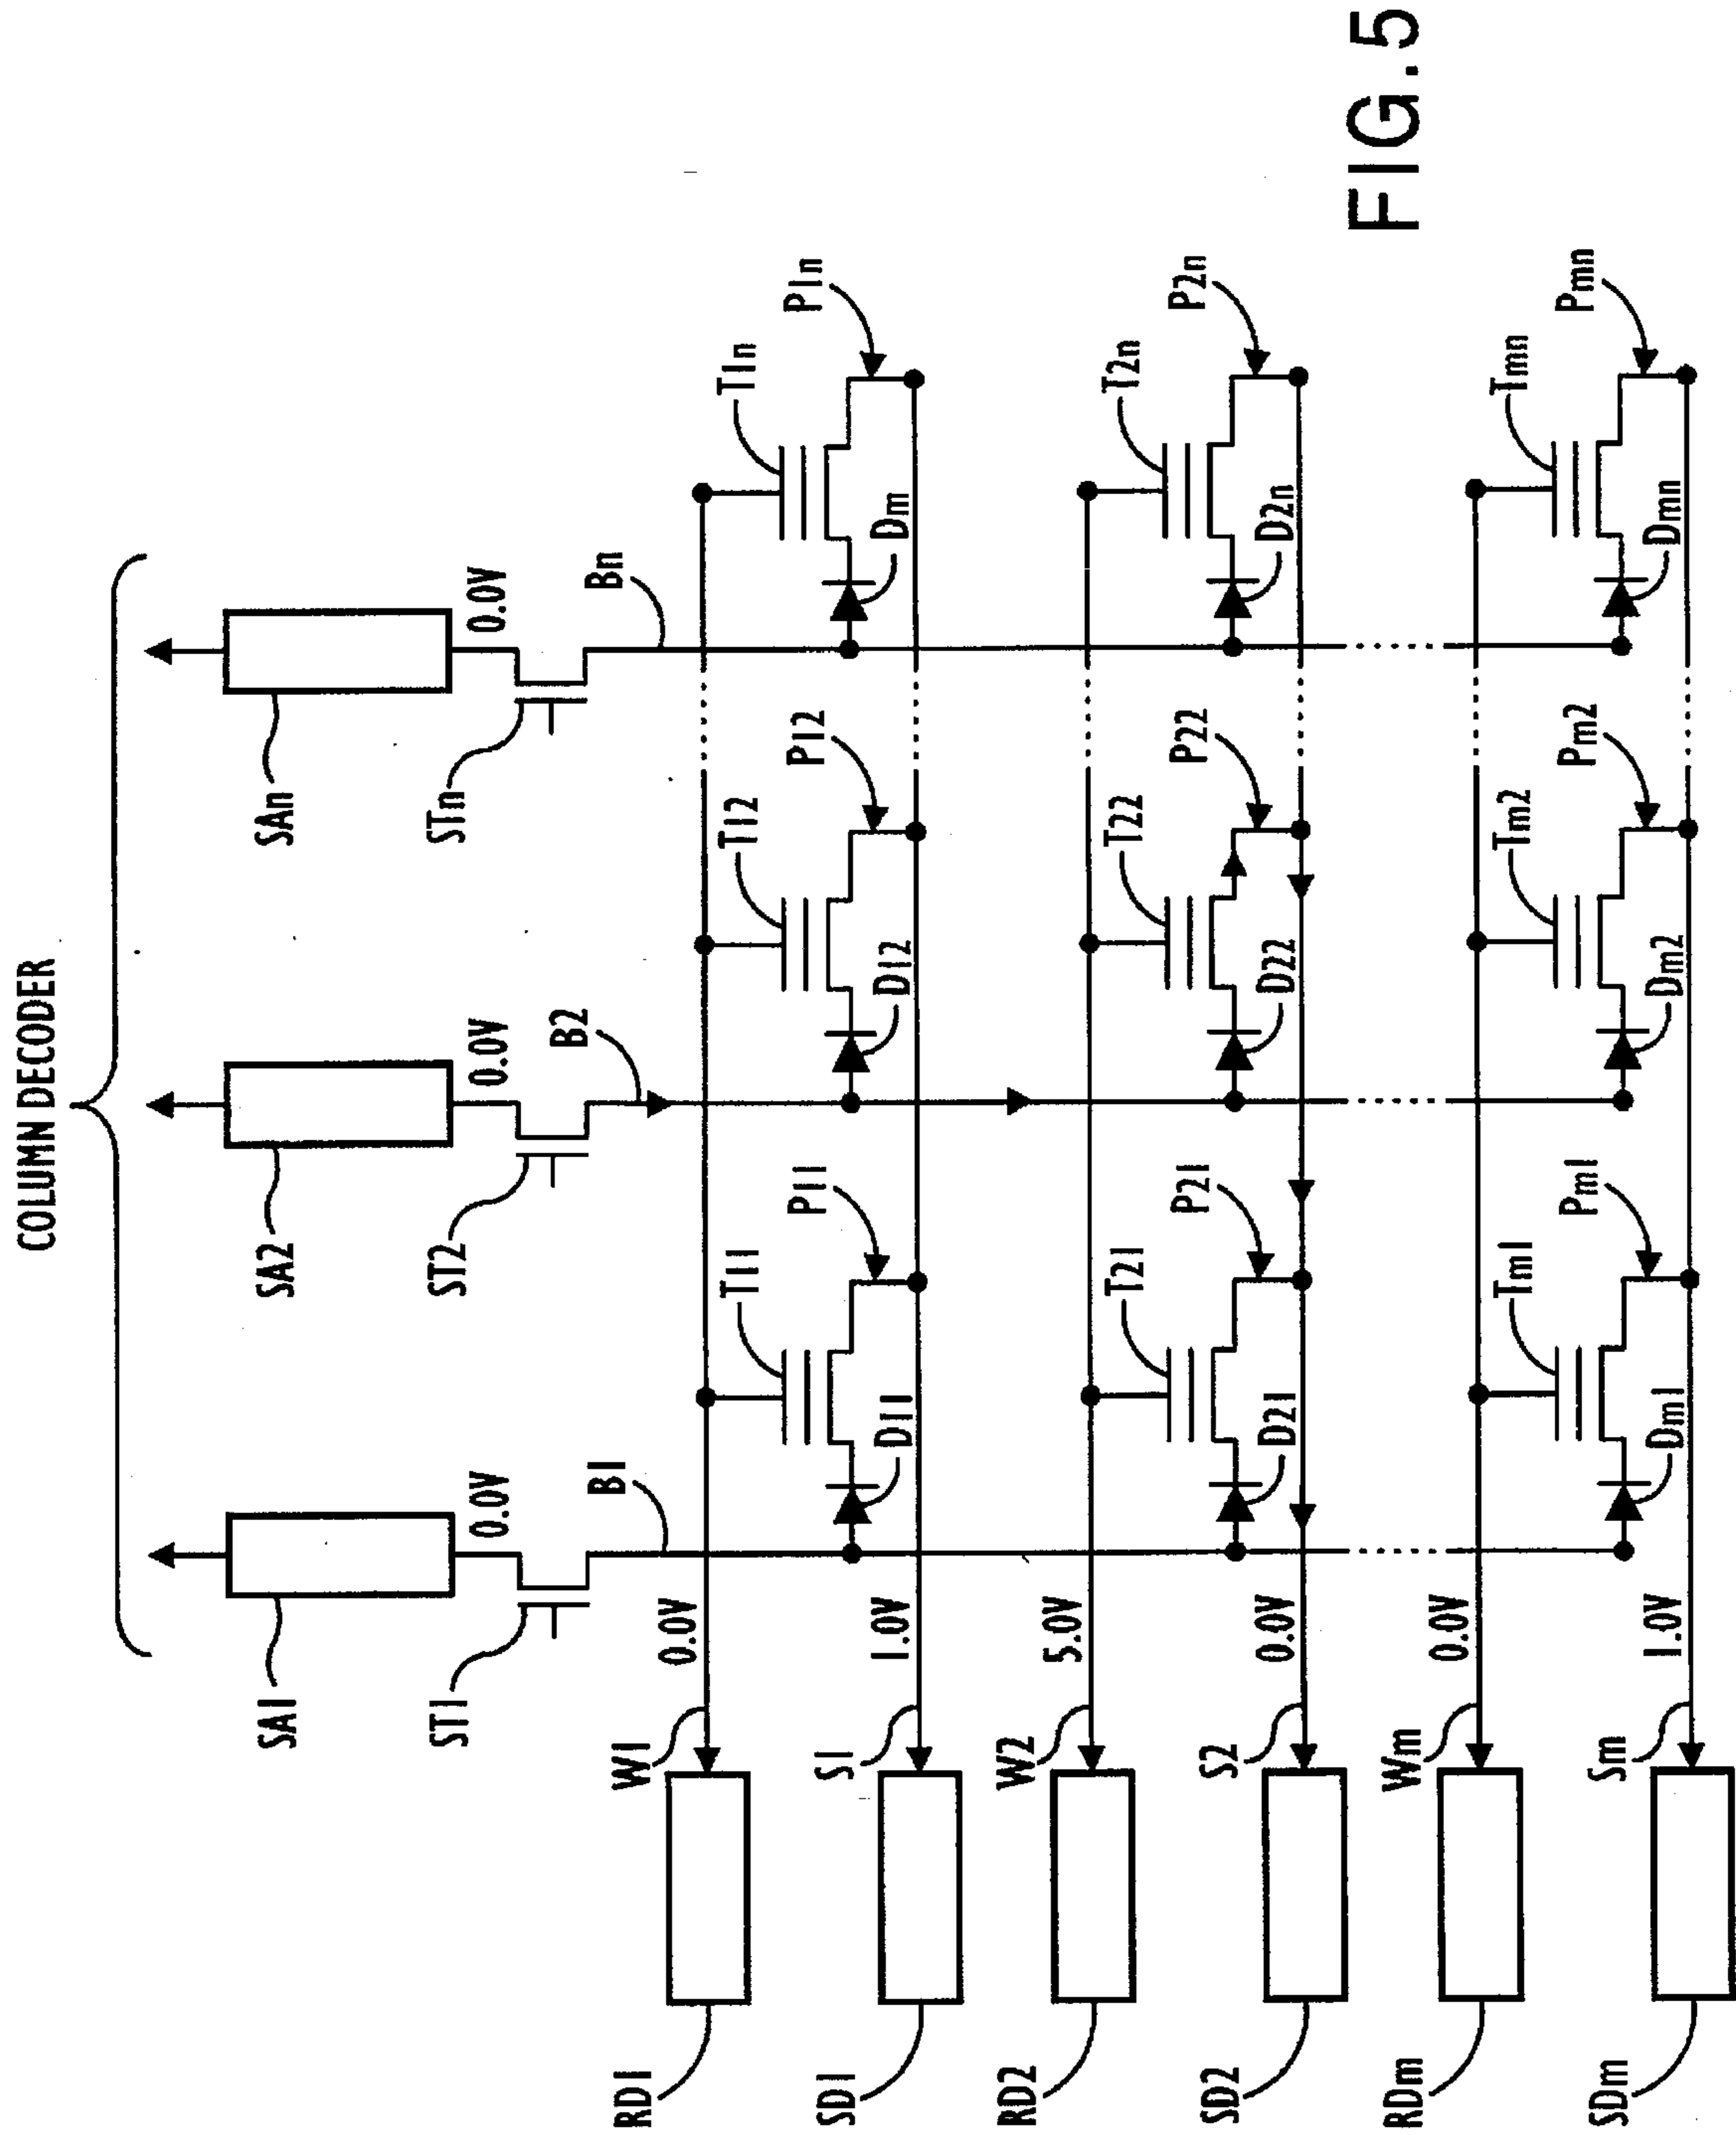 COLUMN DECODER
SA1
SA2
SAn
ST1
ST2
STn
0.0V
0.0V
0.0V
B1
B2
Bn
RD1
W1
0.0V
T11
T12
T1n
P11
P12
P1n
SD1
S1
1.0V
D11
D12
Dm
RD2
W2
5.0V
T21
T22
T2n
P21
P22
P2n
SD2
S2
0.0V
D21
D22
D2n
RDm
Wm
0.0V
Tm1
Tm2
Tmn
Pm1
Pm2
Pmn
SDm
Sm
1.0V
Dm1
Dm2
Dmn
FIG.5